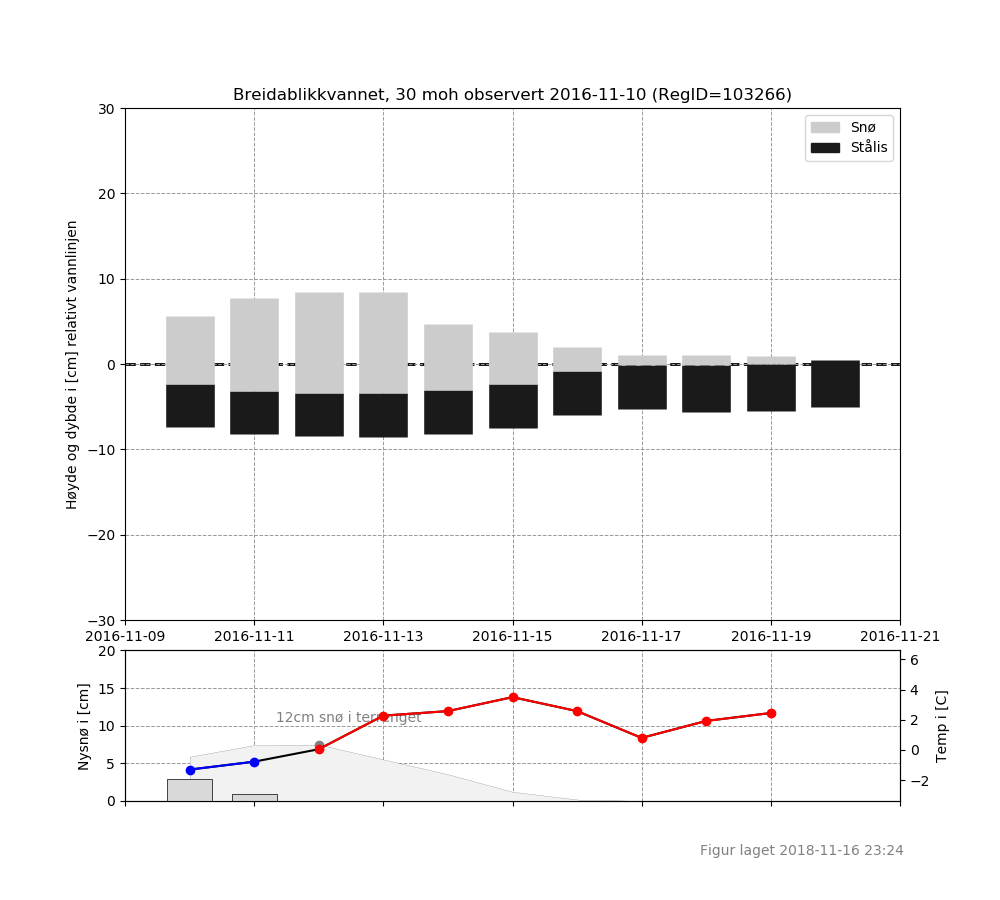 Breidablikkvannet, 30 moh observert 2016-11-10 (RegID=103266)
Høyde og dybde i [cm] relativt vannlinjen
30
20
10
0
−10
−20
−30
Snø
Stålis
2016-11-09 2016-11-11 2016-11-13 2016-11-15 2016-11-17 2016-11-19 2016-11-21
Nysnø i [cm]
20
15
10
5
0
12cm snø i terrenget
6
4
2
0
−2
Temp i [C]
Figur laget 2018-11-16 23:24